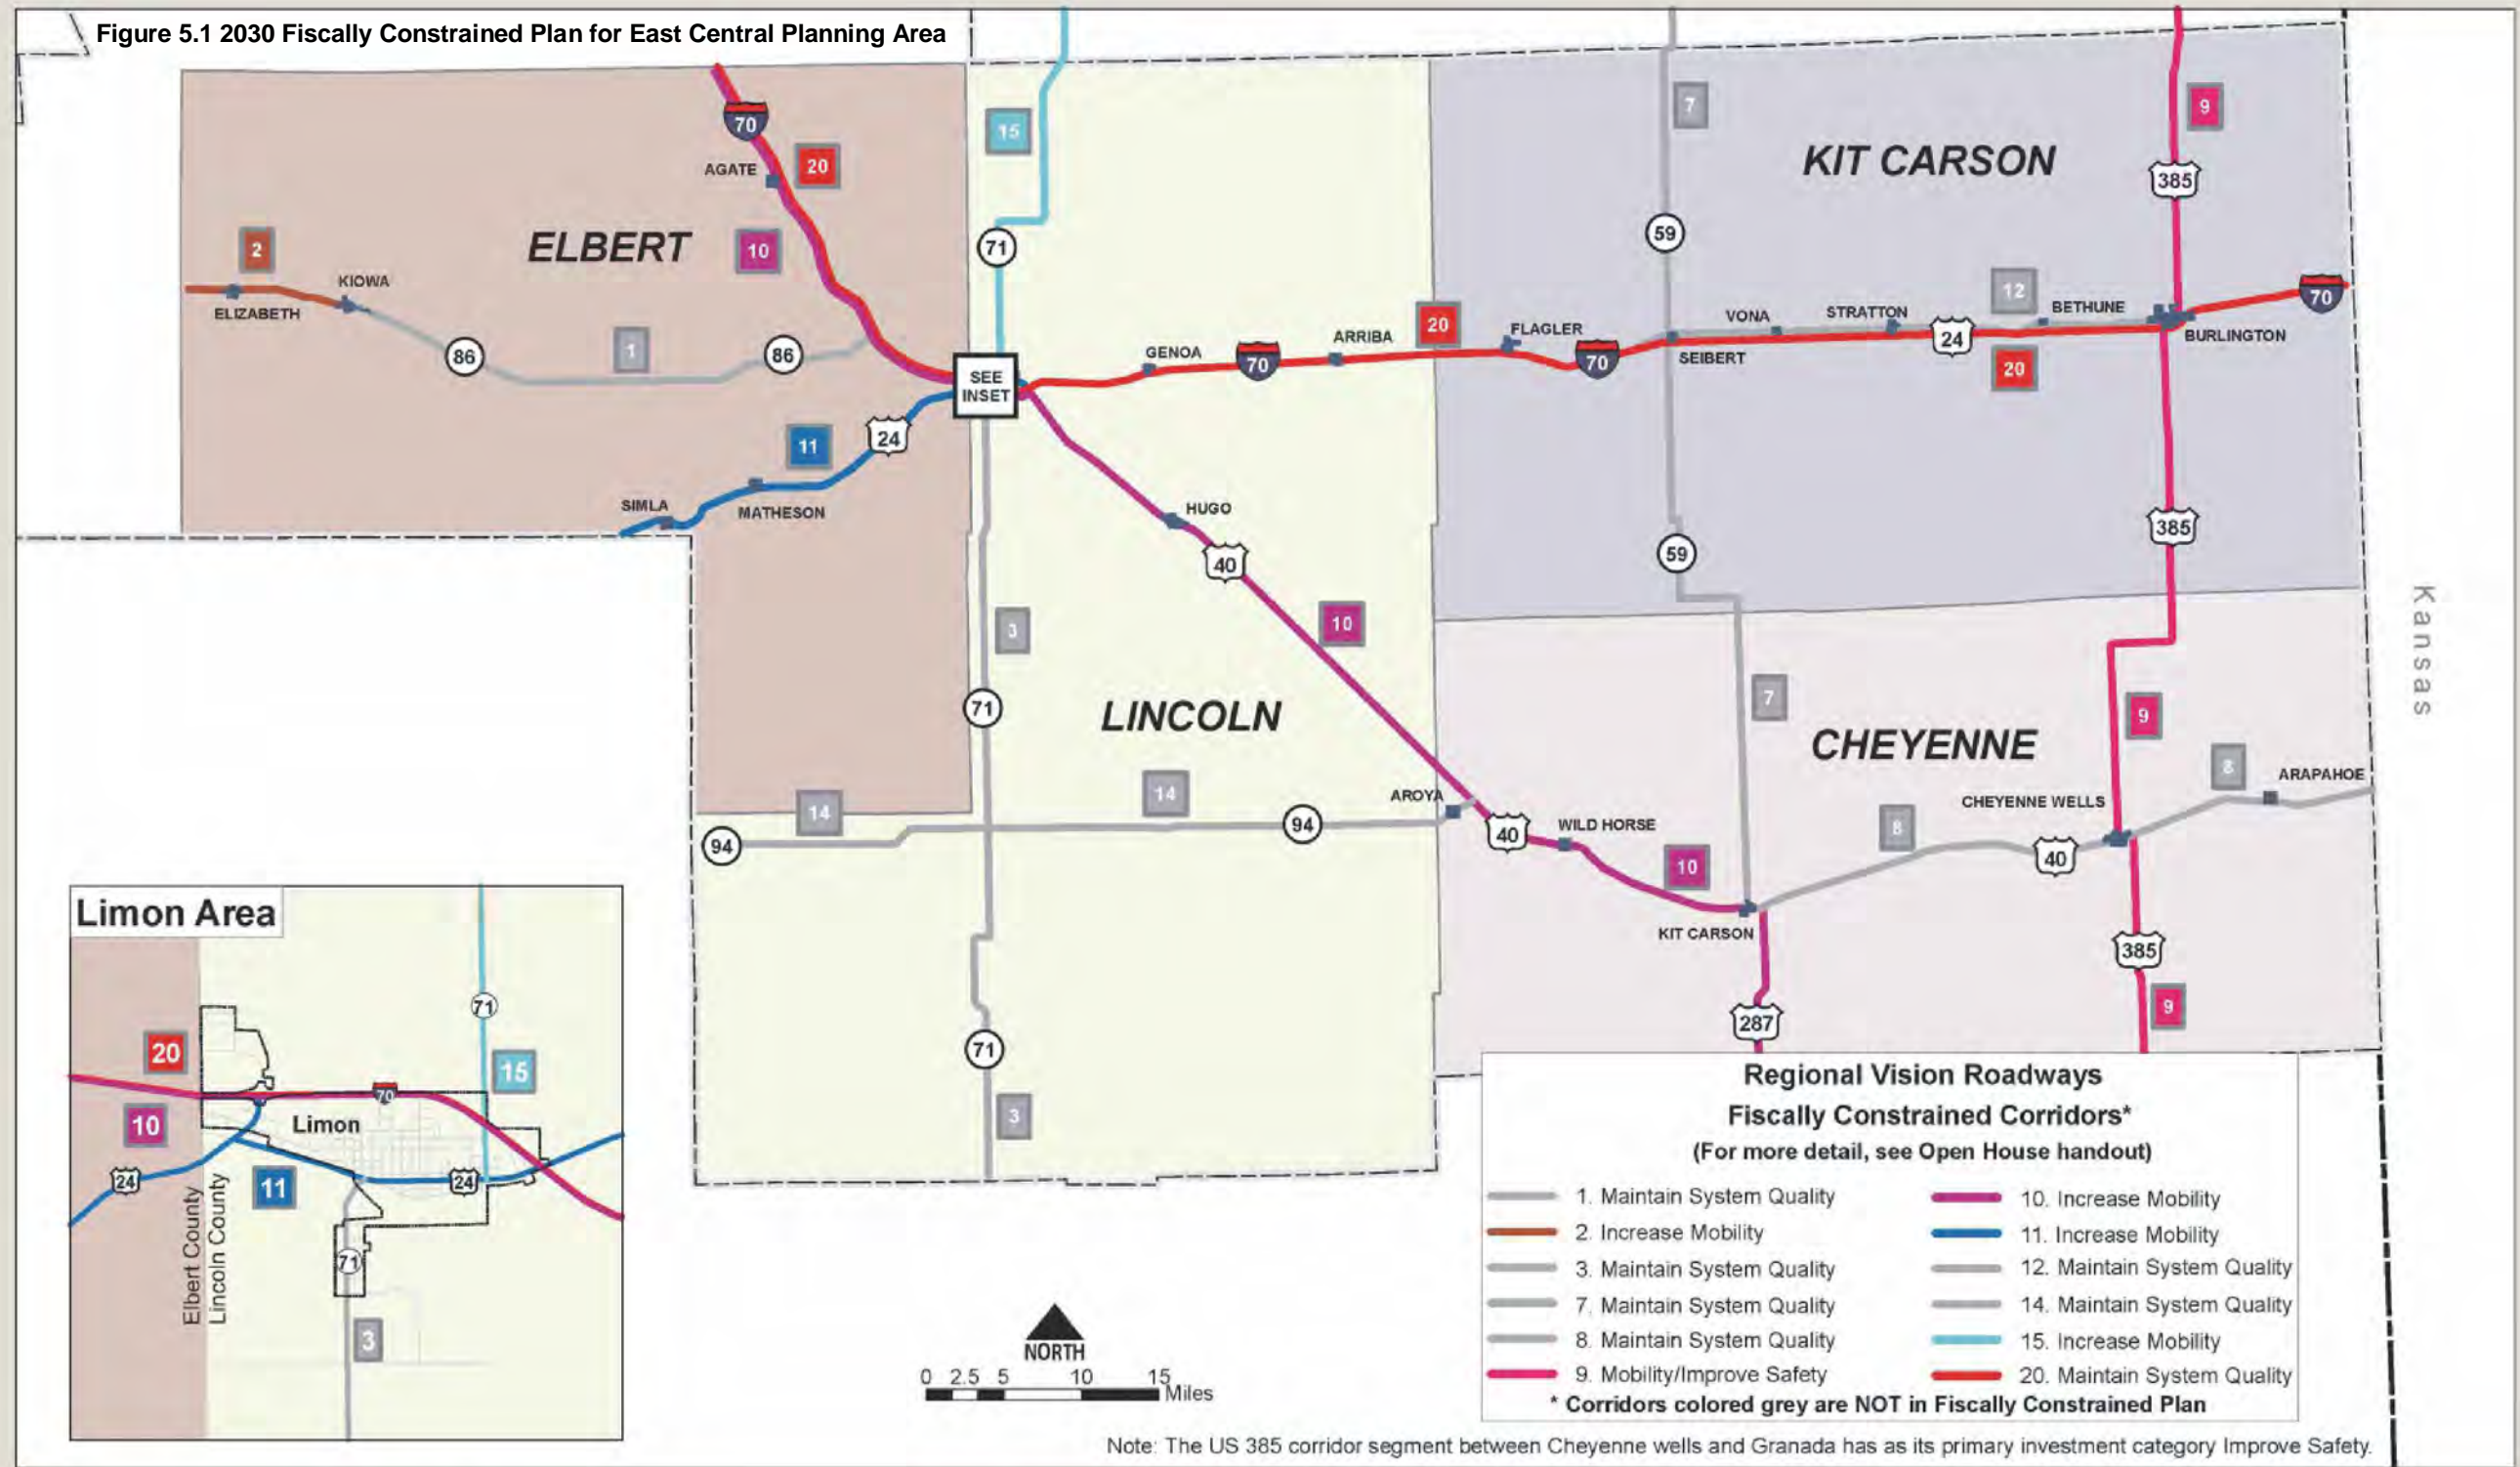 Figure 5.1 2030 Fiscally Constrained Plan for East Central Planning Area
70
AGATE
20
15
7
9
KIT CARSON
385
2
ELBERT
10
71
59
KIOWA
ELIZABETH
86
1
86
SEE
INSET
GENOA
70
ARRIBA
20
FLAGLER
70
SEIBERT
VONA
STRATTON
12
24
BETHUNE
20
BURLINGTON
70
11
24
SIMLA
MATHESON
HUGO
40
59
385
Kansas
3
10
71
LINCOLN
7
CHEYENNE
9
8
ARAPAHOE
14
14
AROYA
94
94
40
WILD HORSE
CHEYENNE WELLS
8
40
10
KIT CARSON
385
287
9
71
3
Limon Area
71
20
15
10
70
Limon
24
11
24
Elbert County
Lincoln County
71
3
NORTH
0 2.5 5 10 15
Miles
Regional Vision Roadways
Fiscally Constrained Corridors*
(For more detail, see Open House handout)
1. Maintain System Quality
2. Increase Mobility
3. Maintain System Quality
7. Maintain System Quality
8. Maintain System Quality
9. Mobility/Improve Safety
10. Increase Mobility
11. Increase Mobility
12. Maintain System Quality
14. Maintain System Quality
15. Increase Mobility
20. Maintain System Quality
* Corridors colored grey are NOT in Fiscally Constrained Plan
Note: The US 385 corridor segment between Cheyenne wells and Granada has as its primary investment category Improve Safety.